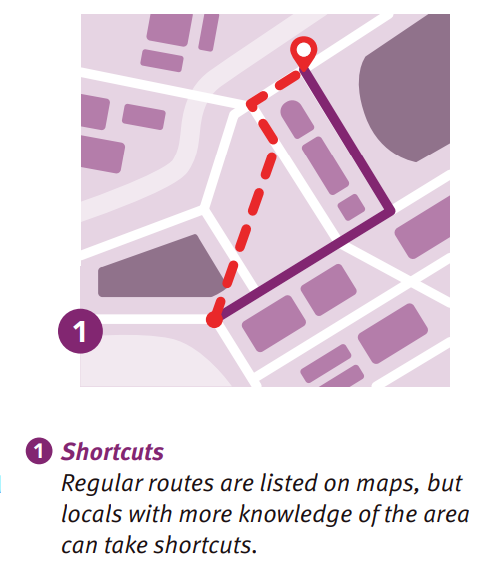 1
1 Shortcuts
Regular routes are listed on maps, but
locals with more knowledge of the area
can take shortcuts.